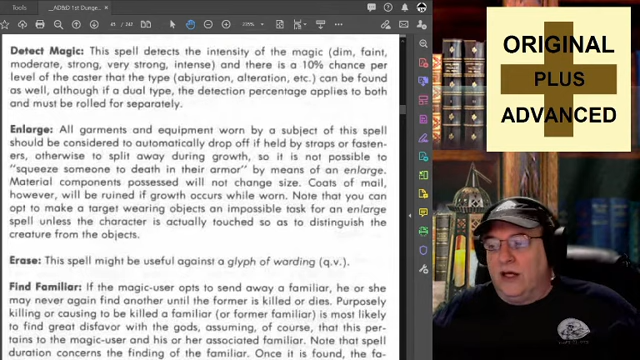 Tools
_AD&D 1st Dunge...
45 / 247
Detect Magic: This spell detects the intensity of the magic (dim, faint,
moderate, strong, very strong, intense) and there is a 10% chance per
level of the caster that the type (abjuration, alteration, etc.) can be found
as well, although if a dual type, the detection percentage applies to both
and must be rolled for separately.
Enlarge: All garments and equipment worn by a subject of this spell
should be considered to automatically drop off if held by straps or fasten-
ers, otherwise to split away during growth, so it is not possible to
"squeeze someone to death in their armor" by means of an enlarge.
Material components possessed will not change size. Coats of mail,
however, will be ruined if growth occurs while worn. Note that you can
opt to make a target wearing objects an impossible task for an enlarge
spell unless the character is actually touched so as to distinguish the
creature from the objects.
Erase: This spell might be useful against a glyph of warding (q.v.).
Find Familiar: If the magic-user opts to send away a familiar, he or she
may never again find another until the former is killed or dies. Purposely
killing or causing to be killed a familiar (or former familiar) is most likely
to find great disfavor with the gods, assuming, of course, that this per-
tains to the magic-user and his or her associated familiar. Note that spell
duration concerns the finding of the familiar. Once it is found, the fa-
ORIGINAL
PLUS
ADVANCED